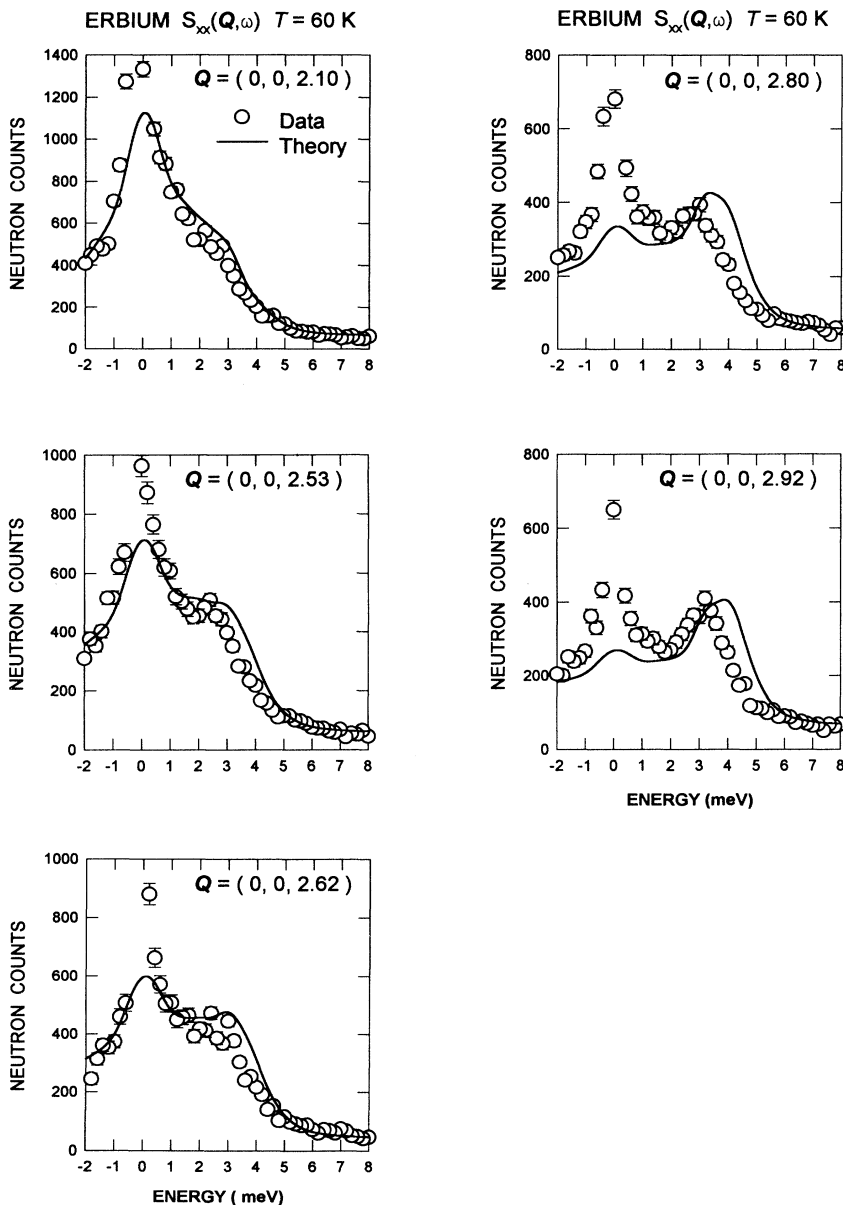 ERBIUM Sxx(Q,ω) T = 60 K
1400
1200
1000
800
600
400
200
0
NEUTRON COUNTS
Q = ( 0, 0, 2.10 )
Data
Theory
-2 -1 0 1 2 3 4 5 6 7 8
1000
800
600
400
200
0
NEUTRON COUNTS
Q = ( 0, 0, 2.53 )
-2 -1 0 1 2 3 4 5 6 7 8
1000
800
600
400
200
0
NEUTRON COUNTS
Q = ( 0, 0, 2.62 )
-2 -1 0 1 2 3 4 5 6 7 8
ENERGY ( meV)
ERBIUM Sxx(Q,ω) T = 60 K
800
600
400
200
0
NEUTRON COUNTS
Q = ( 0, 0, 2.80 )
-2 -1 0 1 2 3 4 5 6 7 8
800
600
400
200
0
NEUTRON COUNTS
Q = ( 0, 0, 2.92 )
-2 -1 0 1 2 3 4 5 6 7 8
ENERGY (meV)